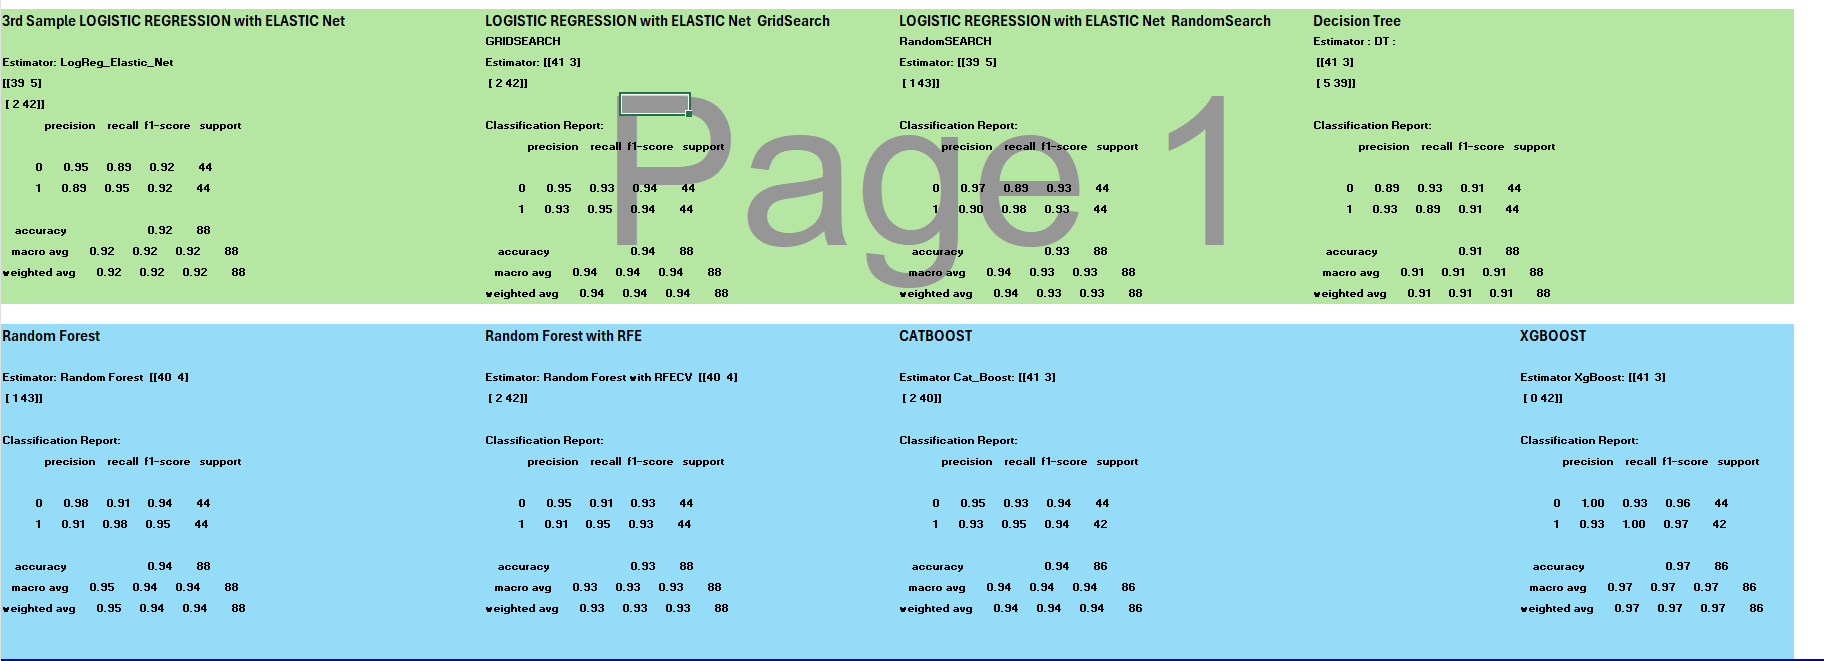 3rd Sample LOGISTIC REGRESSION with ELASTIC Net
Estimator: LogReg_Elastic_Net
[[39 5]
[ 2 42]]
precision recall f1-score support
0 0.95 0.89 0.92 44
1 0.89 0.95 0.92 44
accuracy 0.92 88
macro avg 0.92 0.92 0.92 88
weighted avg 0.92 0.92 0.92 88
LOGISTIC REGRESSION with ELASTIC Net GridSearch
GRIDSEARCH
Estimator: [[41 3]
[ 2 42]]
Classification Report:
precision recall f1-score support
0 0.95 0.93 0.94 44
1 0.93 0.95 0.94 44
accuracy 0.94 88
macro avg 0.94 0.94 0.94 88
weighted avg 0.94 0.94 0.94 88
LOGISTIC REGRESSION with ELASTIC Net RandomSearch
RandomSEARCH
Estimator: [[39 5]
[ 1 43]]
Classification Report:
precision recall f1-score support
0 0.97 0.89 0.93 44
1 0.90 0.98 0.93 44
accuracy 0.93 88
macro avg 0.94 0.93 0.93 88
weighted avg 0.94 0.93 0.93 88
Decision Tree
Estimator : DT :
[[41 3]
[ 5 39]]
Classification Report:
precision recall f1-score support
0 0.89 0.93 0.91 44
1 0.93 0.89 0.91 44
accuracy 0.91 88
macro avg 0.91 0.91 0.91 88
weighted avg 0.91 0.91 0.91 88
Page 1
Random Forest
Estimator: Random Forest [[40 4]
[ 1 43]]
Classification Report:
precision recall f1-score support
0 0.98 0.91 0.94 44
1 0.91 0.98 0.95 44
accuracy 0.94 88
macro avg 0.95 0.94 0.94 88
weighted avg 0.95 0.94 0.94 88
Random Forest with RFE
Estimator: Random Forest with RFECV [[40 4]
[ 2 42]]
Classification Report:
precision recall f1-score support
0 0.95 0.91 0.93 44
1 0.91 0.95 0.93 44
accuracy 0.93 88
macro avg 0.93 0.93 0.93 88
weighted avg 0.93 0.93 0.93 88
CATBOOST
Estimator Cat_Boost: [[41 3]
[ 2 40]]
Classification Report:
precision recall f1-score support
0 0.95 0.93 0.94 44
1 0.93 0.95 0.94 42
accuracy 0.94 86
macro avg 0.94 0.94 0.94 86
weighted avg 0.94 0.94 0.94 86
XGBOOST
Estimator XgBoost: [[41 3]
[ 0 42]]
Classification Report:
precision recall f1-score support
0 1.00 0.93 0.96 44
1 0.93 1.00 0.97 42
accuracy 0.97 86
macro avg 0.97 0.97 0.97 86
weighted avg 0.97 0.97 0.97 86